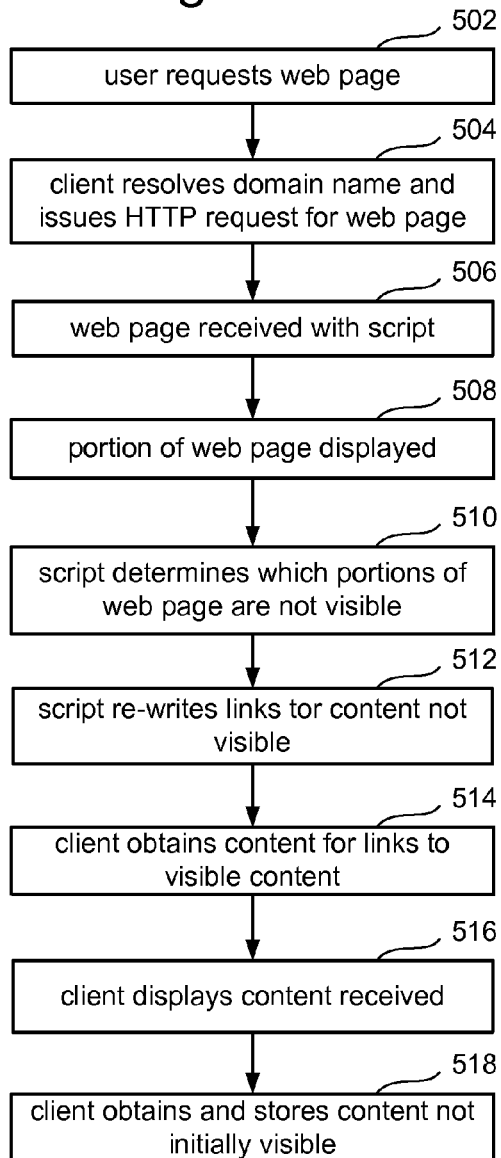 502
user requests web page
504
client resolves domain name and
issues HTTP request for web page
506
web page received with script
508
portion of web page displayed
510
script determines which portions of
web page are not visible
512
script re-writes links tor content not
visible
514
client obtains content for links to
visible content
516
client displays content received
518
client obtains and stores content not
initially visible